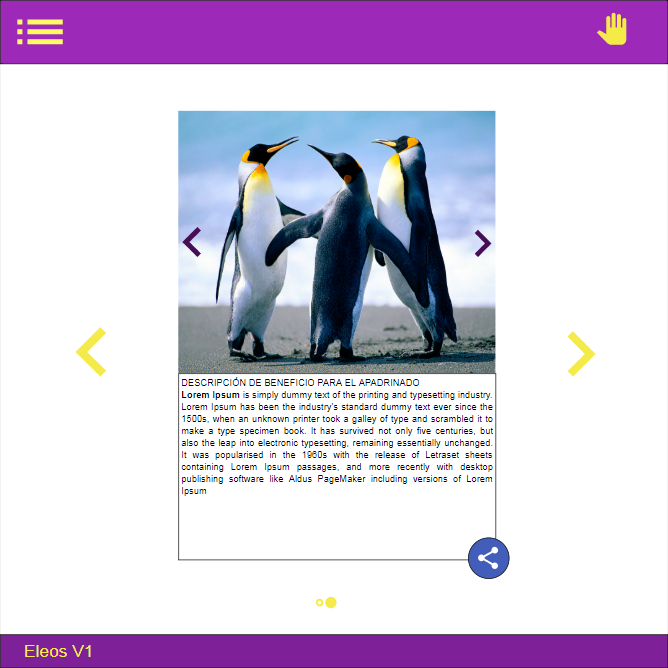 DESCRIPCIÓN DE BENEFICIO PARA EL APADRINADO
Lorem Ipsum is simply dummy text of the printing and typesetting industry.
Lorem Ipsum has been the industry's standard dummy text ever since the
1500s, when an unknown printer took a galley of type and scrambled it to
make a type specimen book. It has survived not only five centuries, but
also the leap into electronic typesetting, remaining essentially unchanged.
It was popularised in the 1960s with the release of Letraset sheets
containing Lorem Ipsum passages, and more recently with desktop
publishing software like Aldus PageMaker including versions of Lorem
Ipsum
Eleos V1